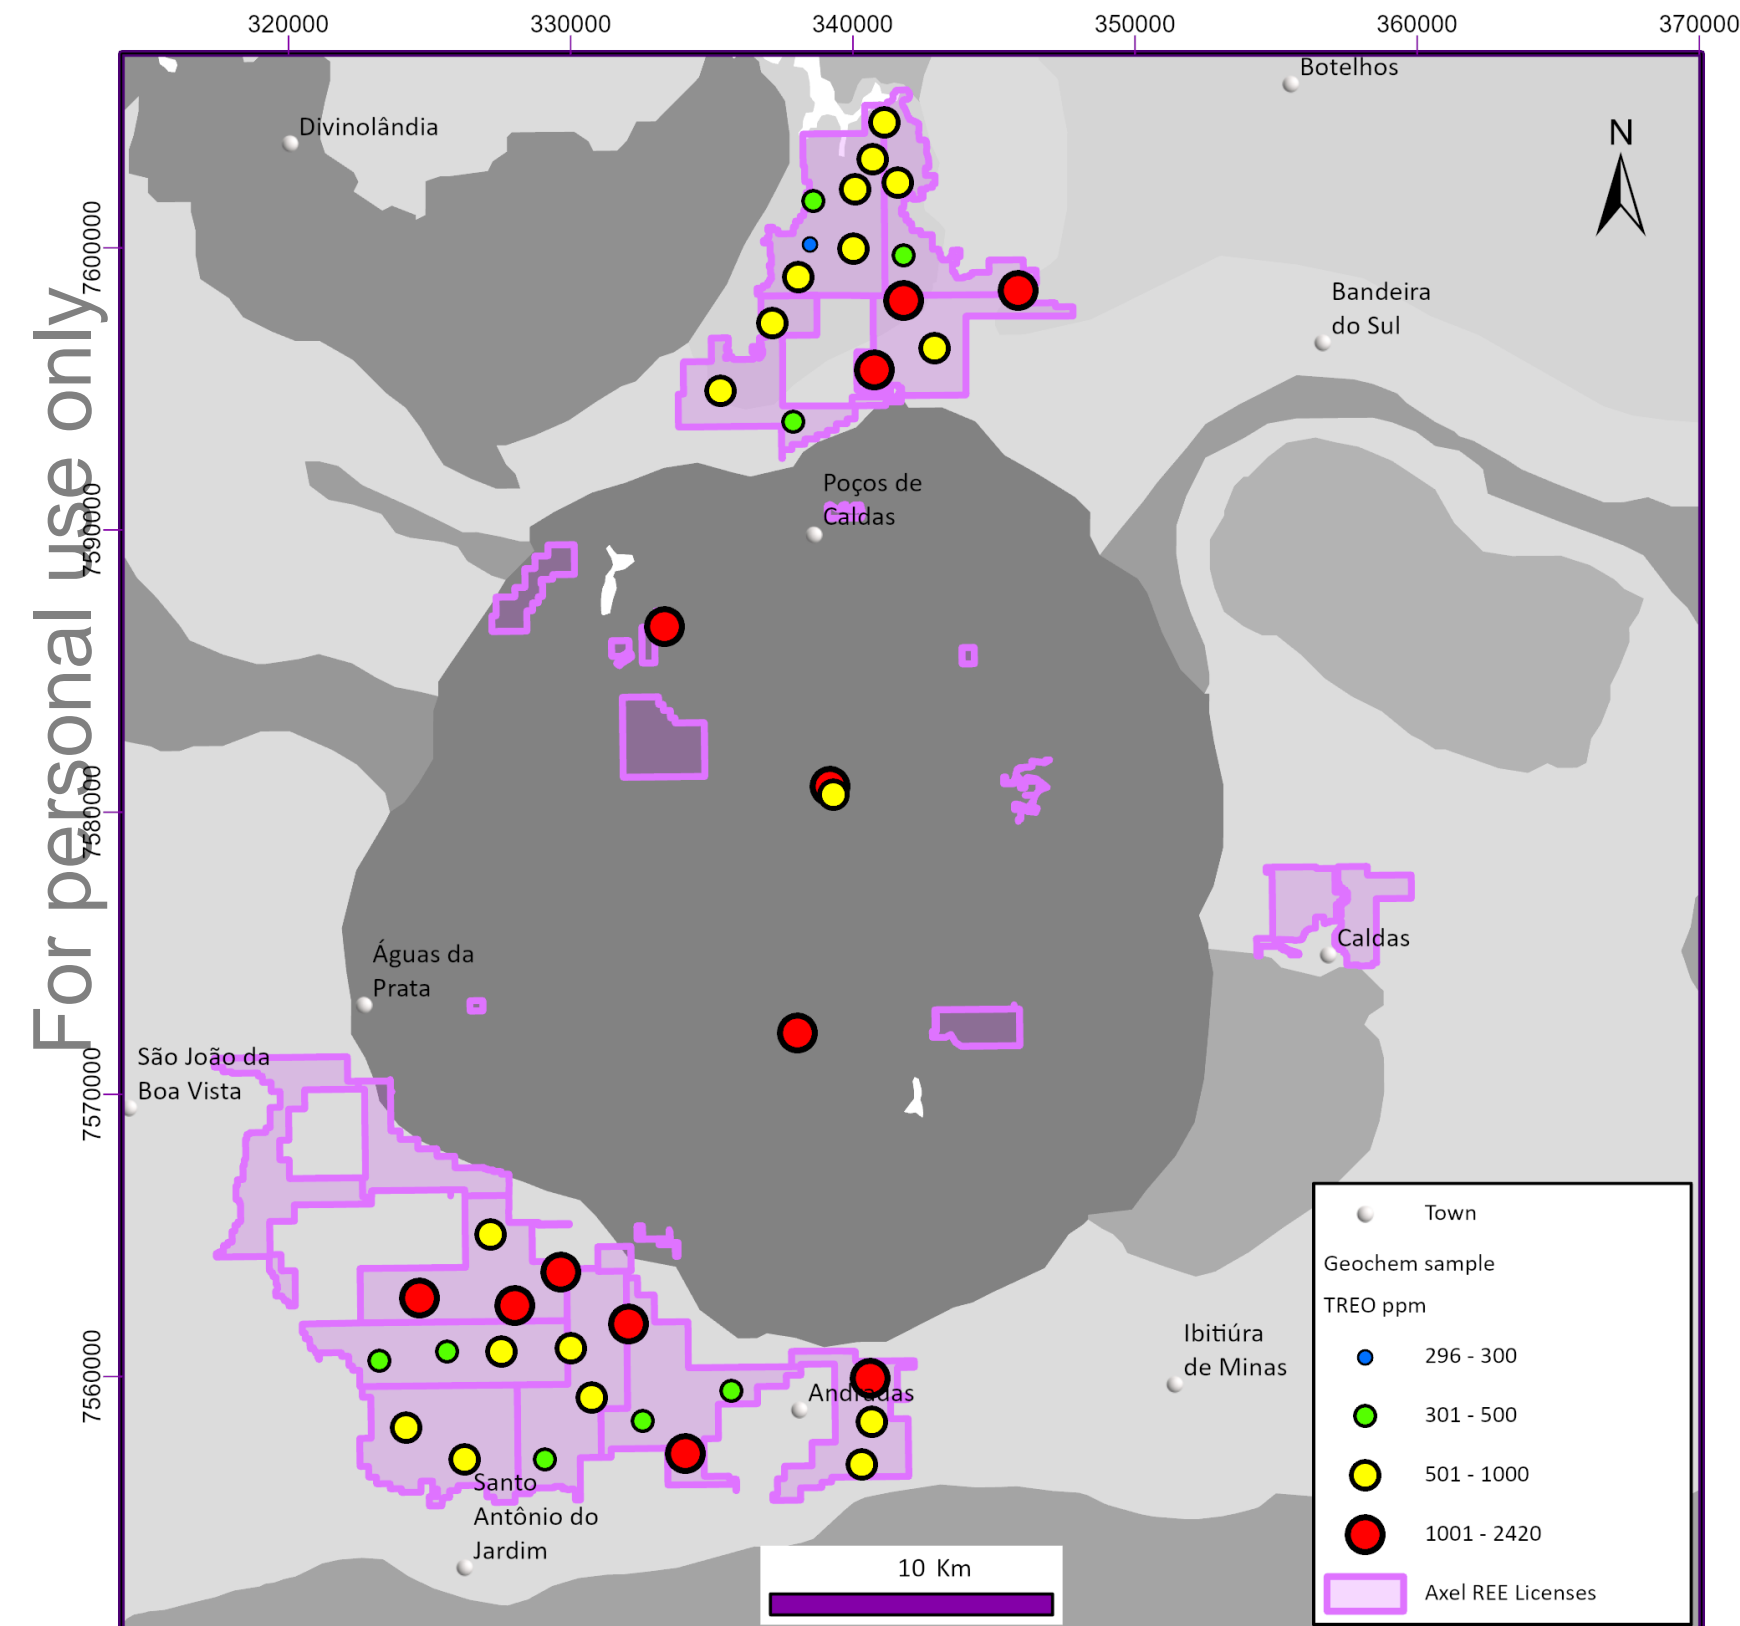 320000
330000
340000
350000
360000
370000
Botelhos
Divinolândia
N
7600000
Bandeira
do Sul
For personal use only
Poços de
Caldas
7590000
7580000
Caldas
Águas da
Prata
São João da
Boa Vista
7570000
Ibitiúra
de Minas
7560000
Andradas
Santo
Antônio do
Jardim
10 Km
Town
Geochem sample
TREO ppm
296 - 300
301 - 500
501 - 1000
1001 - 2420
Axel REE Licenses